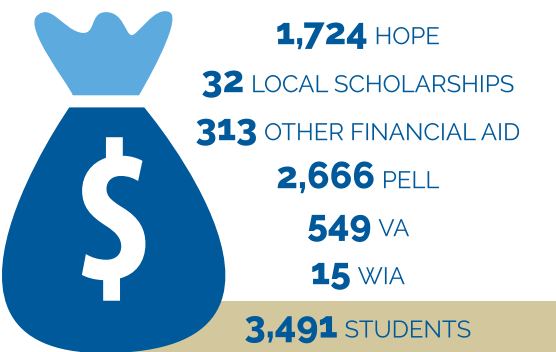 $
1,724 HOPE
32 LOCAL SCHOLARSHIPS
313 OTHER FINANCIAL AID
2,666 PELL
549 VA
15 WIA
3,491 STUDENTS